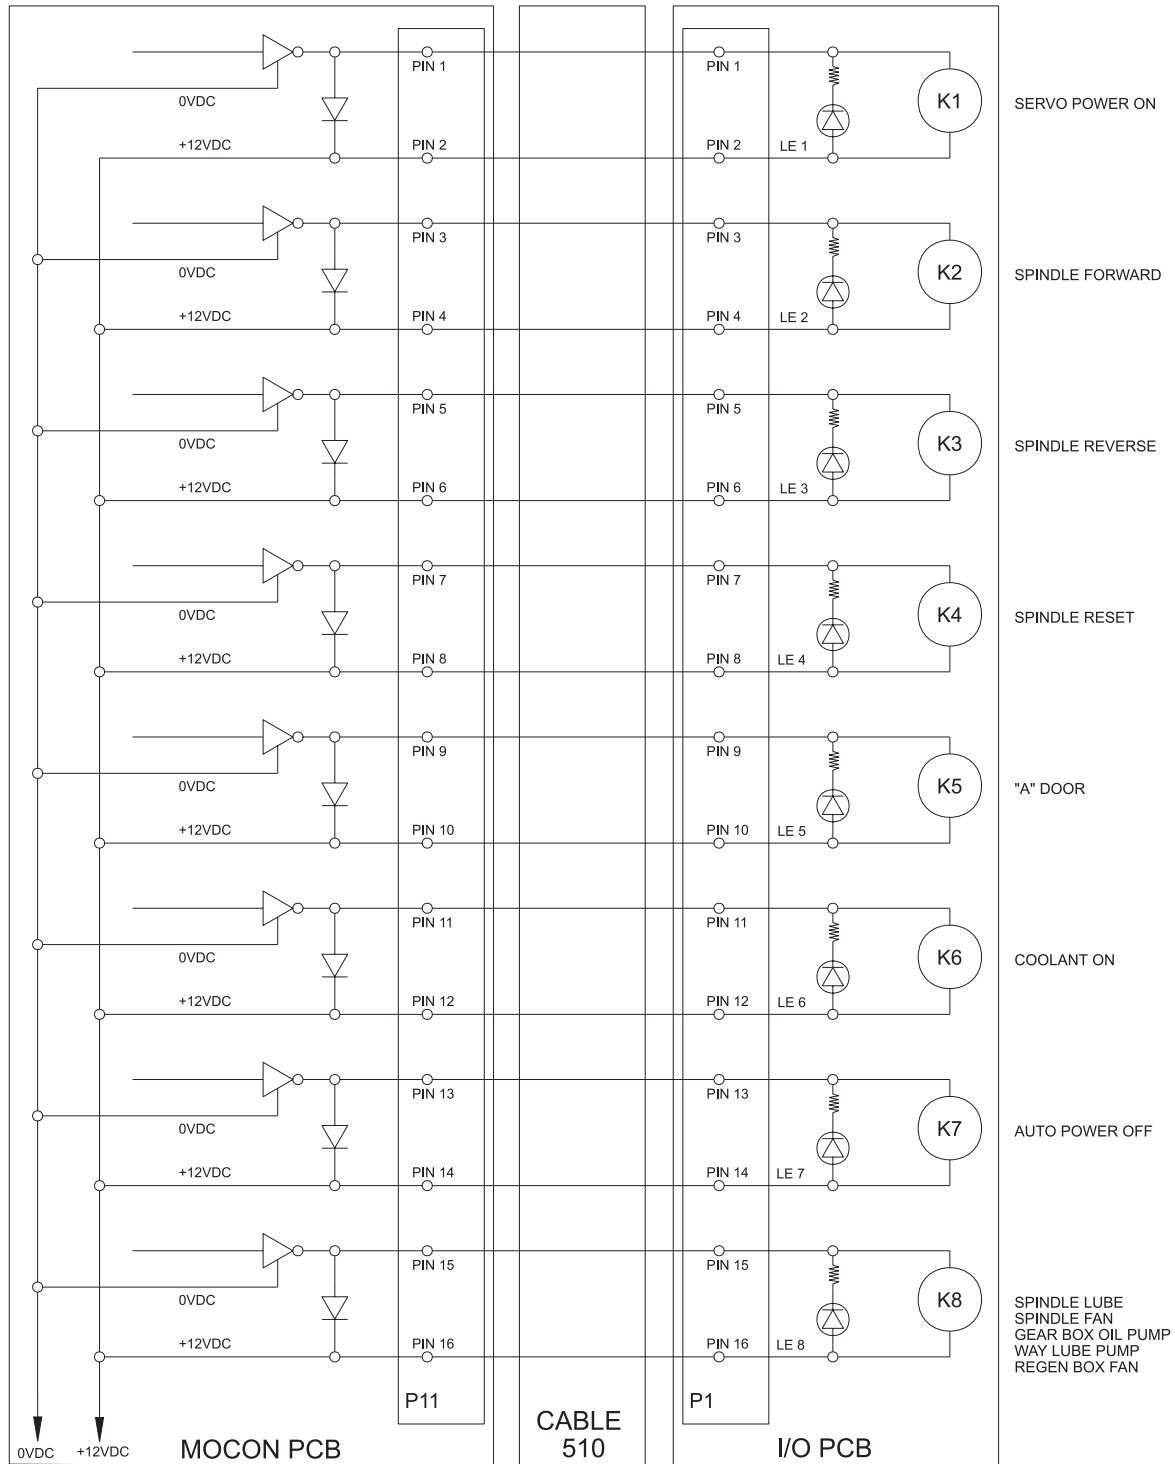 PIN 1 PIN 1
K1
0VDC
SERVO POWER ON
+12VDC PIN 2 PIN 2 LE 1
PIN 3 PIN 3
K2
0VDC
SPINDLE FORWARD
+12VDC PIN 4 PIN 4 LE 2
PIN 5 PIN 5
K3
0VDC
SPINDLE REVERSE
+12VDC PIN 6 PIN 6 LE 3
PIN 7 PIN 7
K4
0VDC
SPINDLE RESET
+12VDC PIN 8 PIN 8 LE 4
PIN 9 PIN 9
K5
0VDC
"A" DOOR
+12VDC PIN 10 PIN 10 LE 5
PIN 11 PIN 11
K6
0VDC
COOLANT ON
+12VDC PIN 12 PIN 12 LE 6
PIN 13 PIN 13
K7
0VDC
AUTO POWER OFF
+12VDC PIN 14 PIN 14 LE 7
PIN 15 PIN 15
K8
0VDC
SPINDLE LUBE
SPINDLE FAN
GEAR BOX OIL PUMP
WAY LUBE PUMP
REGEN BOX FAN
+12VDC PIN 16 PIN 16 LE 8
P11 P1
0VDC +12VDC
MOCON PCB
CABLE
510
I/O PCB